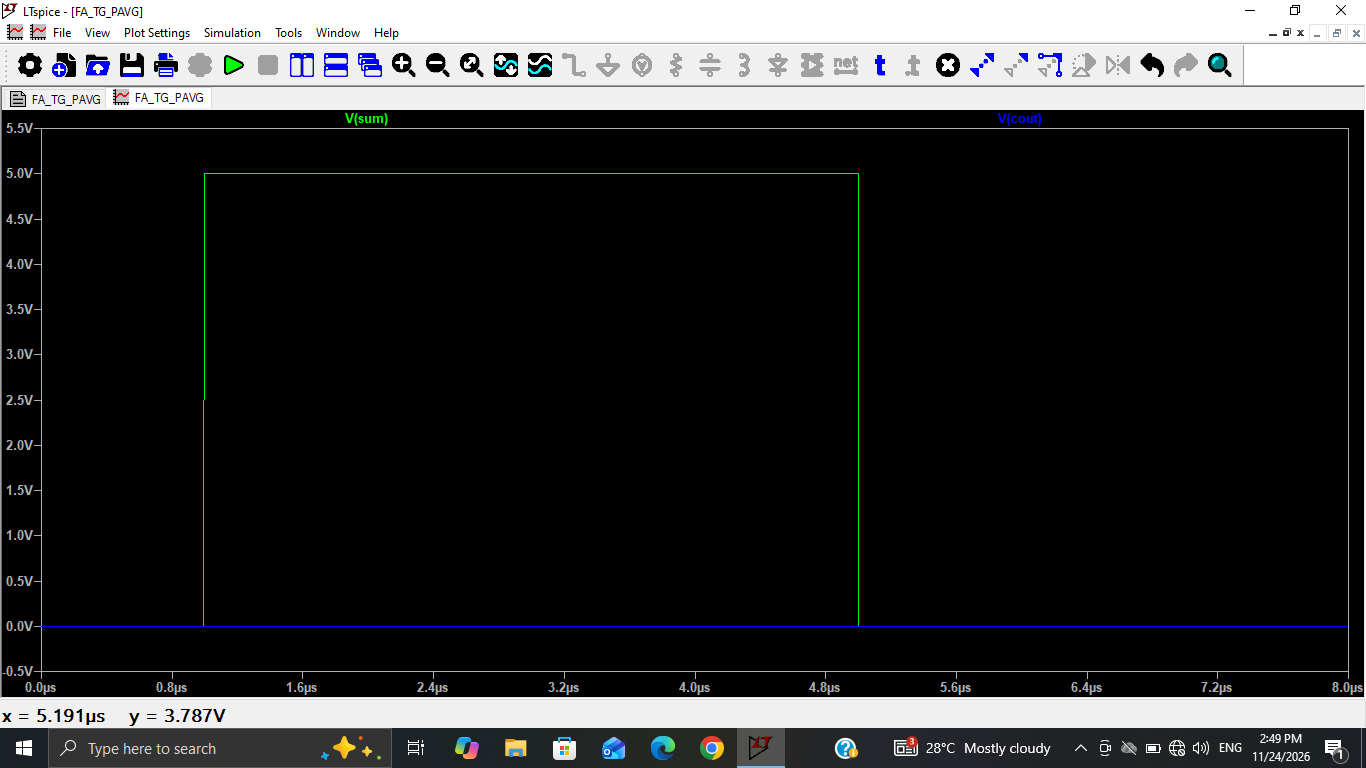 LTspice - [FA_TG_PAVG]
File View Plot Settings Simulation Tools Window Help
net t t
FA_TG_PAVG FA_TG_PAVG
V(sum) V(cout)
5.5V
5.0V
4.5V
4.0V
3.5V
3.0V
2.5V
2.0V
1.5V
1.0V
0.5V
0.0V
-0.5V
0.0µs 0.8µs 1.6µs 2.4µs 3.2µs 4.0µs 4.8µs 5.6µs 6.4µs 7.2µs 8.0µs
x = 5.191µs y = 3.787V
Type here to search 3 28°C Mostly cloudy ENG 2:49 PM 1
11/24/2026